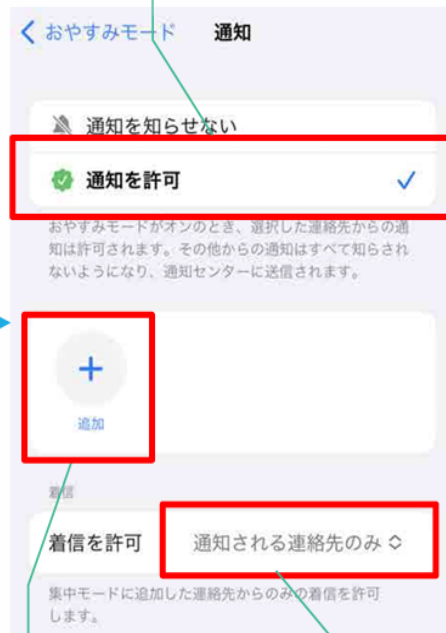 おやすみモード 通知
通知を知らせない
通知を許可
おやすみモードがオンのとき、選択した連絡先からの通
知は許可されます。その他からの通知はすべて知らされ
ないようになり、通知センターに送信されます。
追加
着信
着信を許可 通知される連絡先のみ
集中モードに追加した連絡先からのみの着信を許可
します。